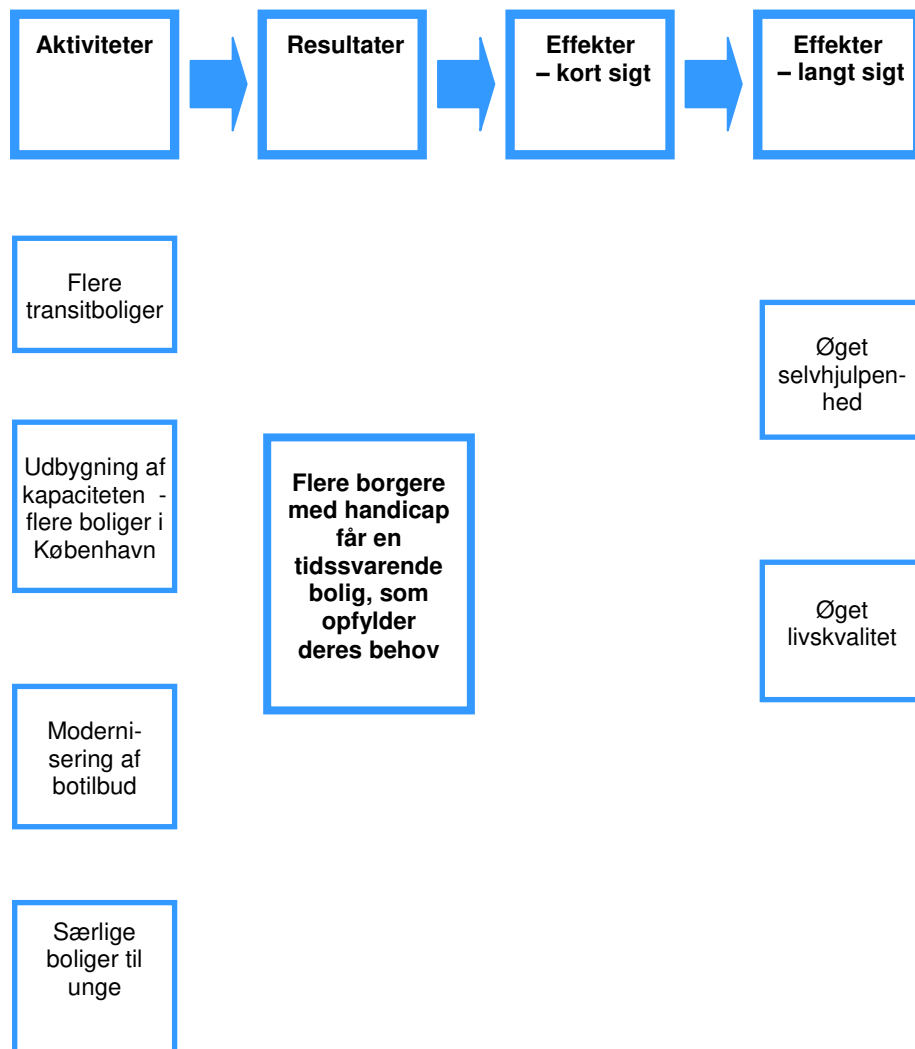 Aktiviteter
Resultater
Effekter
– kort sigt
Effekter
– langt sigt
Flere
transitboliger
Udbygning af
kapaciteten -
flere boliger i
København
Moderni-
sering af
botilbud
Særlige
boliger til
unge
Flere borgere
med handicap
får en
tidssvarende
bolig, som
opfylder
deres behov
Øget
selvhjulpen-
hed
Øget
livskvalitet